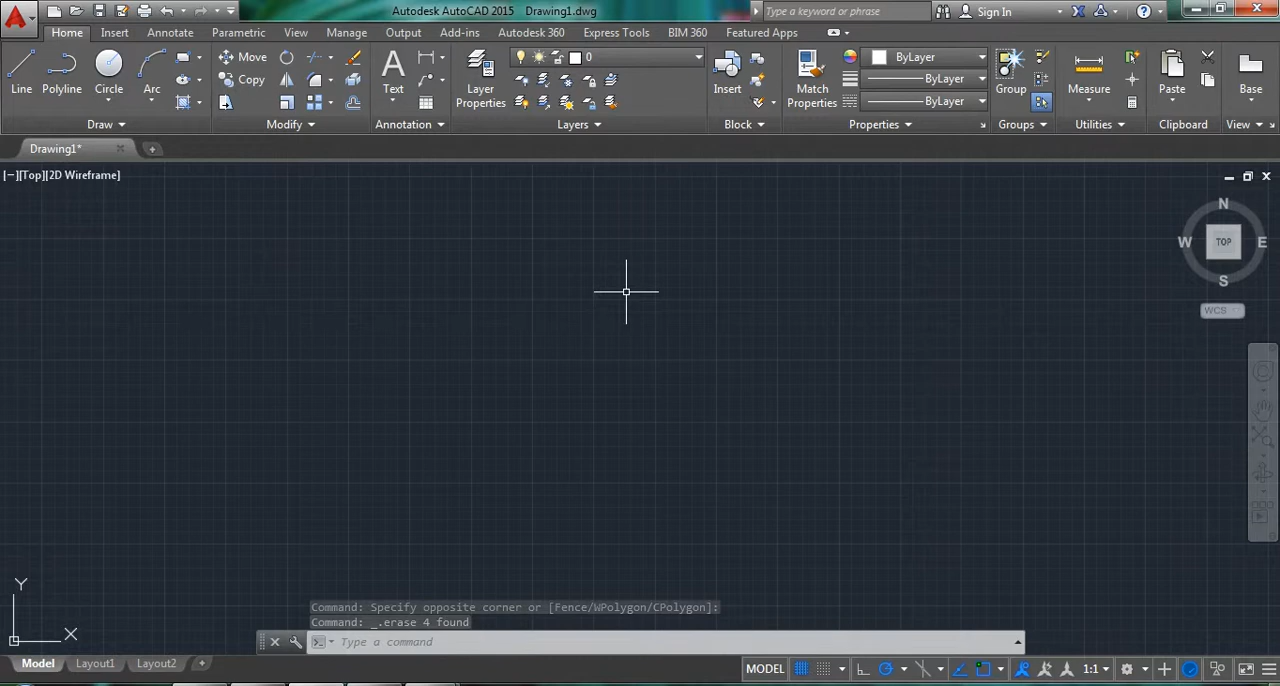 Autodesk AutoCAD 2015 Drawing1.dwg
Type a keyword or phrase
Sign In
Home Insert Annotate Parametric View Manage Output Add-ins Autodesk 360 Express Tools BIM 360 Featured Apps
Line Polyline Circle Arc
Move
Copy
Text
Layer Properties
0
Insert
Match Properties
ByLayer
ByLayer
ByLayer
Group
Measure
Paste
Base
Draw Modify Annotation Layers Block Properties Groups Utilities Clipboard View
Drawing1*
[−][Top][2D Wireframe]
N
W TOP E
S
WCS
Y
X
Command: Specify opposite corner or [Fence/WPolygon/CPolygon]:
Command: _.erase 4 found
Type a command
Model Layout1 Layout2
MODEL 1:1